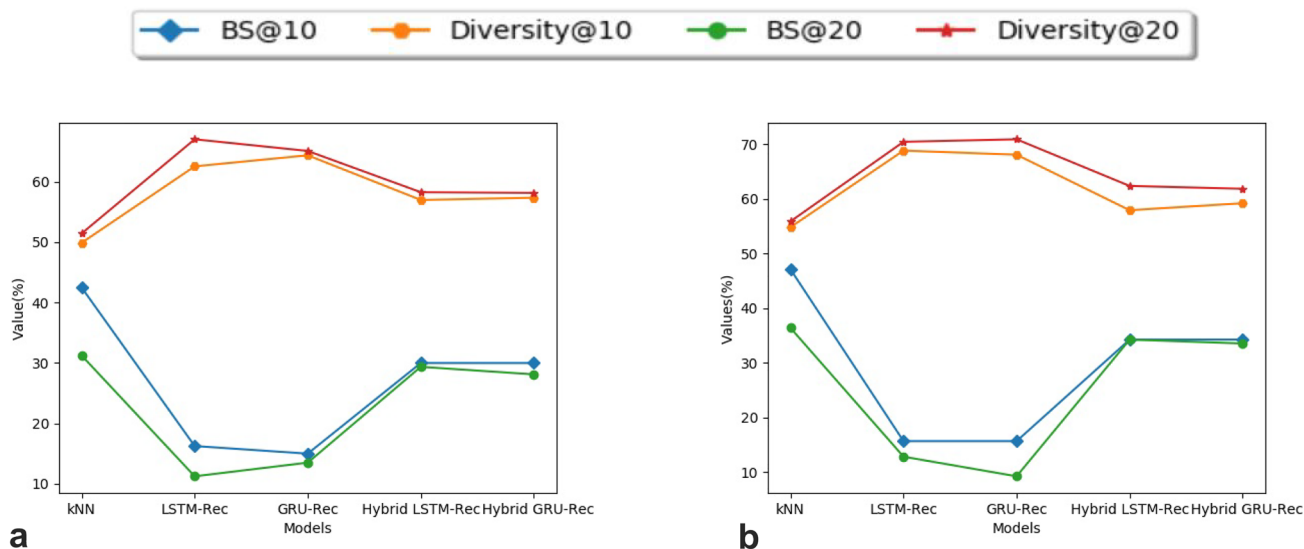 BS@10 Diversity@10 BS@20 Diversity@20
60
50
40
30
20
10
Value(%)
kNN LSTM-Rec GRU-Rec Hybrid LSTM-Rec Hybrid GRU-Rec
Models
a
70
60
50
40
30
20
10
Values(%)
kNN LSTM-Rec GRU-Rec Hybrid LSTM-Rec Hybrid GRU-Rec
Models
b